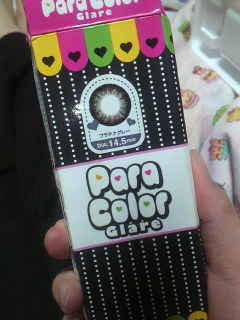 Para Color
Glare
プラチナグレー
DIA: 14.5mm
Para
Color
Glare